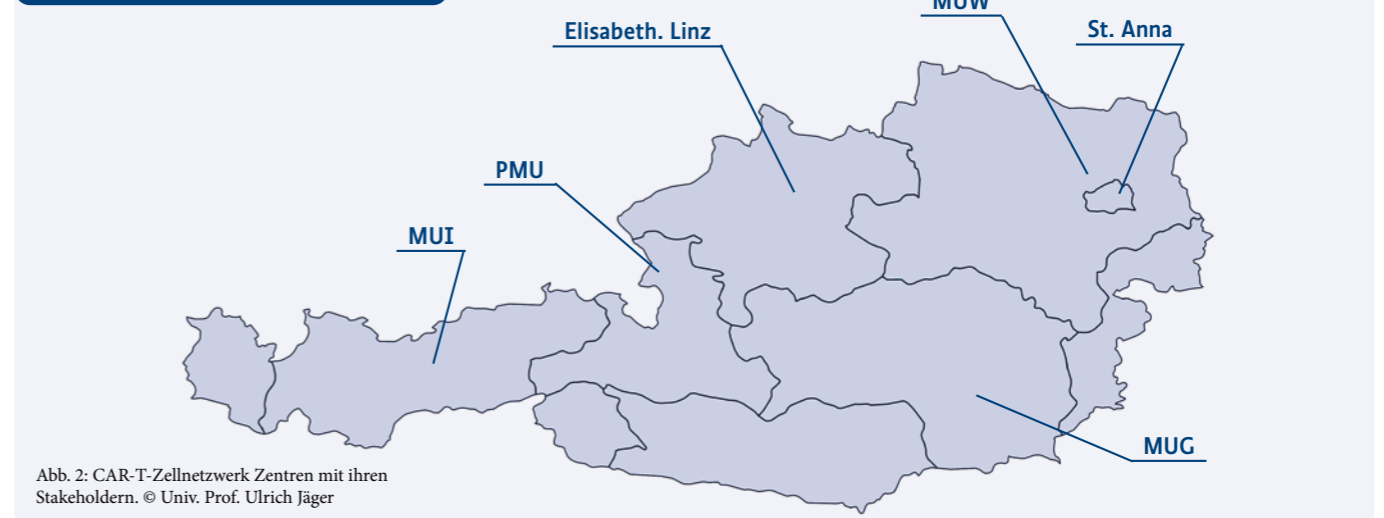 MUW
Elisabeth. Linz
St. Anna
PMU
MUI
MUG
Abb. 2: CAR-T-Zellnetzwerk Zentren mit ihren
Stakeholdern. © Univ. Prof. Ulrich Jäger